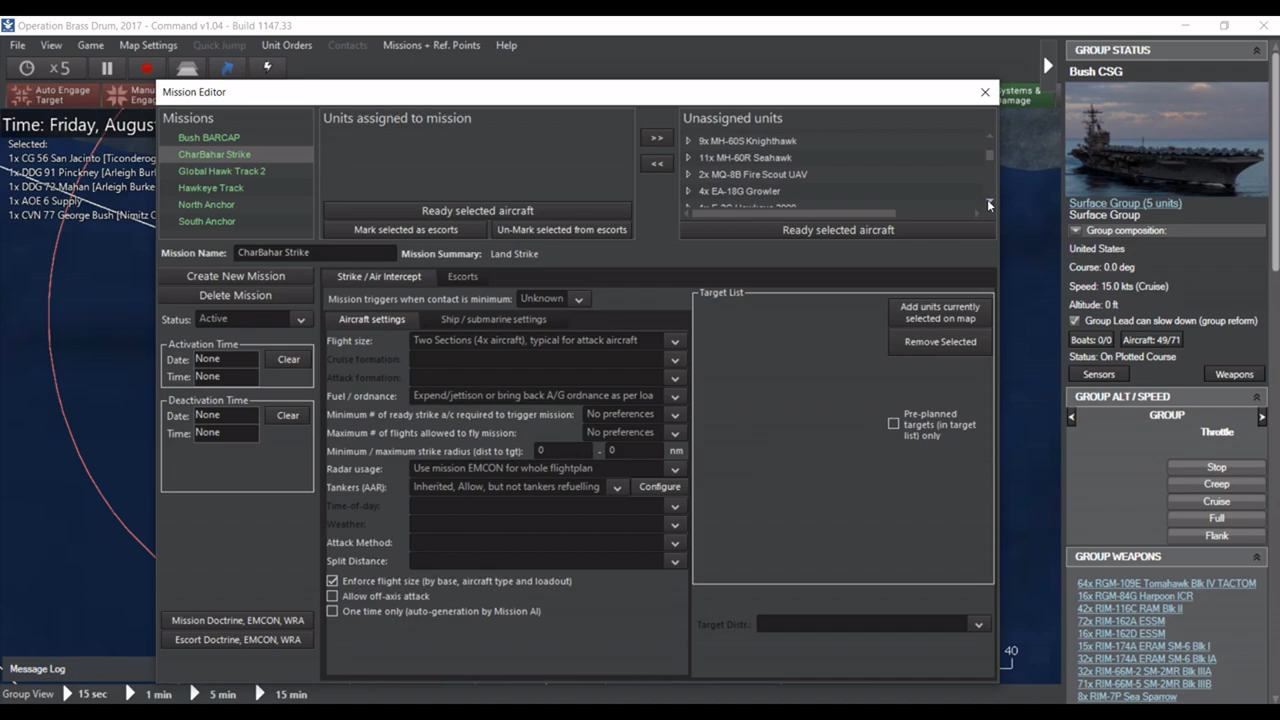 Operation Brass Drum, 2017 - Command v1.04 - Build 1147.33
File View Game Map Settings Quick Jump Unit Orders Contacts Missions + Ref. Points Help
x5
Auto Engage
Target
Time: Friday, Augus
Selected:
1x CG 56 San Jacinto [Ticonderog
1x DDG 91 Pinckney [Arleigh Burke
1x DDG 72 Mahan [Arleigh Burke
1x AOE 6 Supply
1x CVN 77 George Bush [Nimitz C
Mission Editor
Missions
Bush BARCAP
CharBahar Strike
Global Hawk Track 2
Hawkeye Track
North Anchor
South Anchor
Units assigned to mission
Ready selected aircraft
Mark selected as escorts
Un-Mark selected from escorts
>>
<<
Unassigned units
9x MH-60S Knighthawk
11x MH-60R Seahawk
2x MQ-8B Fire Scout UAV
4x EA-18G Growler
Ready selected aircraft
Mission Name: CharBahar Strike Mission Summary: Land Strike
Create New Mission
Delete Mission
Status: Active
Activation Time
Date: None Clear
Time: None
Deactivation Time
Date: None Clear
Time: None
Mission Doctrine, EMCON, WRA
Escort Doctrine, EMCON, WRA
Strike / Air Intercept Escorts
Mission triggers when contact is minimum: Unknown
Aircraft settings Ship / submarine settings
Flight size: Two Sections (4x aircraft), typical for attack aircraft
Cruise formation:
Attack formation:
Fuel / ordnance: Expend/jettison or bring back A/G ordnance as per loa
Minimum # of ready strike a/c required to trigger mission: No preferences
Maximum # of flights allowed to fly mission: No preferences
Minimum / maximum strike radius (dist to tgt): 0 - 0 nm
Radar usage: Use mission EMCON for whole flightplan
Tankers (AAR): Inherited, Allow, but not tankers refuelling Configure
Time-of-day:
Weather:
Attack Method:
Split Distance:
Enforce flight size (by base, aircraft type and loadout)
Allow off-axis attack
One time only (auto-generation by Mission AI)
Target List
Add units currently
selected on map
Remove Selected
Pre-planned
targets (in target
list) only
Target Distr.:
40
Message Log
Group View 15 sec 1 min 5 min 15 min
ystems &
Damage
GROUP STATUS
Bush CSG
Surface Group (5 units)
Surface Group
Group composition:
United States
Course: 0.0 deg
Speed: 15.0 kts (Cruise)
Altitude: 0 ft
Group Lead can slow down (group reform)
Boats: 0/0 Aircraft: 49/71
Status: On Plotted Course
Sensors Weapons
GROUP ALT / SPEED
GROUP
Throttle
Stop
Creep
Cruise
Full
Flank
GROUP WEAPONS
64x RGM-109E Tomahawk Blk IV TACTOM
16x RGM-84G Harpoon ICR
42x RIM-116C RAM Blk II
72x RIM-162A ESSM
16x RIM-162D ESSM
15x RIM-174A ERAM SM-6 Blk I
32x RIM-174A ERAM SM-6 Blk IA
32x RIM-66M-2 SM-2MR Blk IIIA
71x RIM-66M-5 SM-2MR Blk IIIB
8x RIM-7P Sea Sparrow